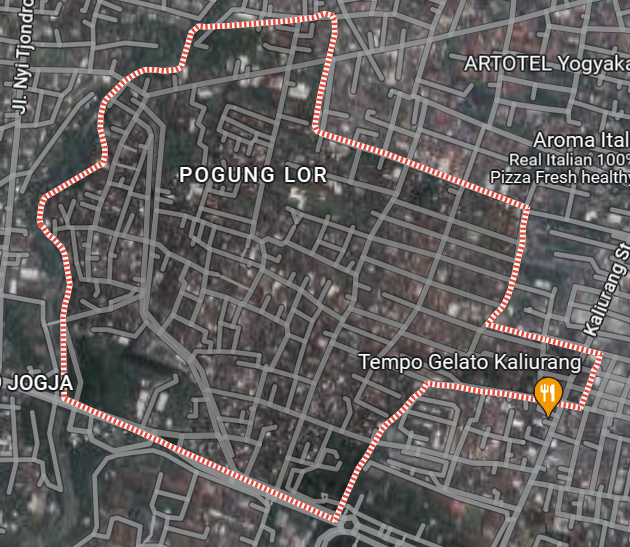 Jl. Nyi Tjondro
ARTOTEL Yogyaka
Aroma Ital
Real Italian 100%
Pizza Fresh healthy
POGUNG LOR
Kaliurang St
Tempo Gelato Kaliurang
JOGJA